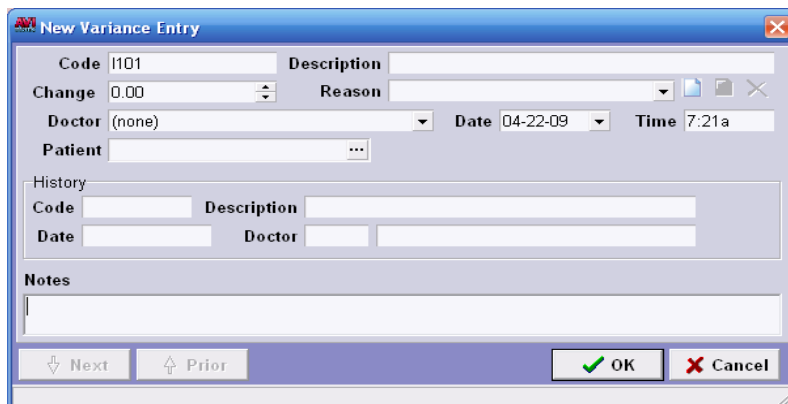 AVI New Variance Entry
Code I101 Description
Change 0.00 Reason
Doctor (none) Date 04-22-09 Time 7:21a
Patient ...
History
Code Description
Date Doctor
Notes
Next Prior OK Cancel